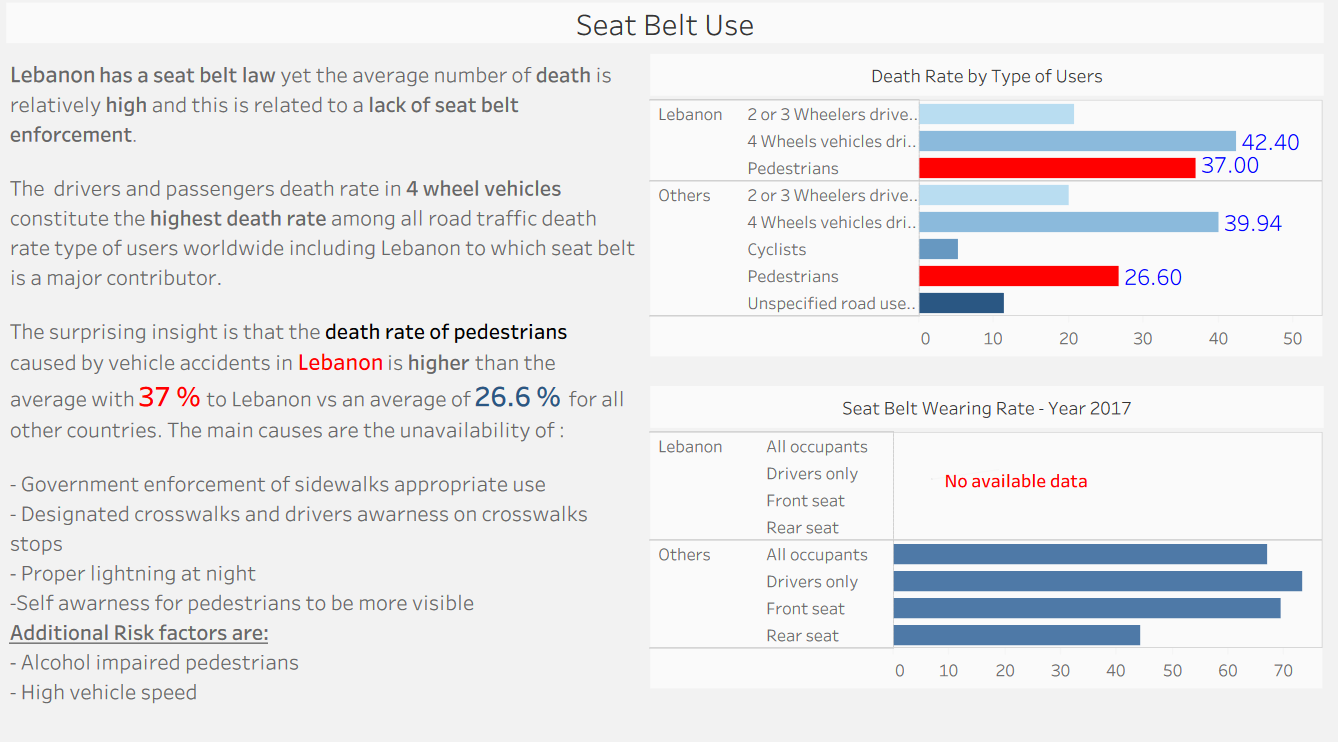 Seat Belt Use
Lebanon has a seat belt law yet the average number of death is
relatively high and this is related to a lack of seat belt
enforcement.
The drivers and passengers death rate in 4 wheel vehicles
constitute the highest death rate among all road traffic death
rate type of users worldwide including Lebanon to which seat belt
is a major contributor.
The surprising insight is that the death rate of pedestrians
caused by vehicle accidents in Lebanon is higher than the
average with 37 % to Lebanon vs an average of 26.6 % for all
other countries. The main causes are the unavailability of :
- Government enforcement of sidewalks appropriate use
- Designated crosswalks and drivers awarness on crosswalks
stops
- Proper lightning at night
-Self awarness for pedestrians to be more visible
Additional Risk factors are:
- Alcohol impaired pedestrians
- High vehicle speed
Death Rate by Type of Users
Lebanon 2 or 3 Wheelers drive..
4 Wheels vehicles dri.. 42.40
Pedestrians 37.00
Others 2 or 3 Wheelers drive..
4 Wheels vehicles dri.. 39.94
Cyclists
Pedestrians 26.60
Unspecified road use..
0 10 20 30 40 50
Seat Belt Wearing Rate - Year 2017
Lebanon All occupants
Drivers only No available data
Front seat
Rear seat
Others All occupants
Drivers only
Front seat
Rear seat
0 10 20 30 40 50 60 70